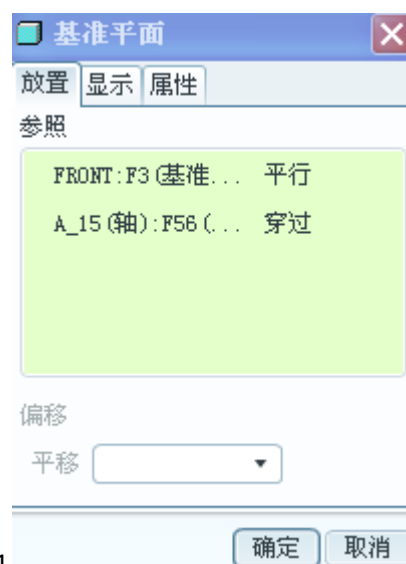 基准平面
放置 显示 属性
参照
FRONT:F3(基准... 平行
A_15(轴):F56(... 穿过
偏移
平移
确定 取消